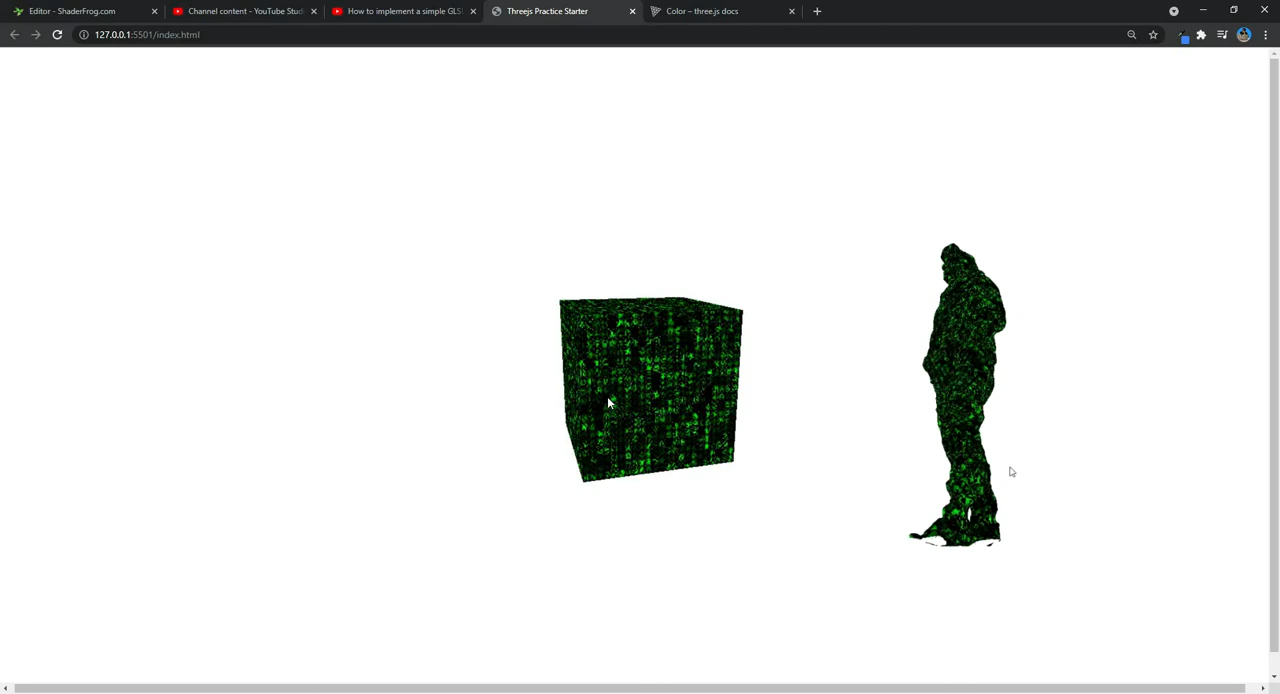 Editor - ShaderFrog.com
Channel content - YouTube Stud
How to implement a simple GLS
Threejs Practice Starter
Color – three.js docs
127.0.0.1:5501/index.html